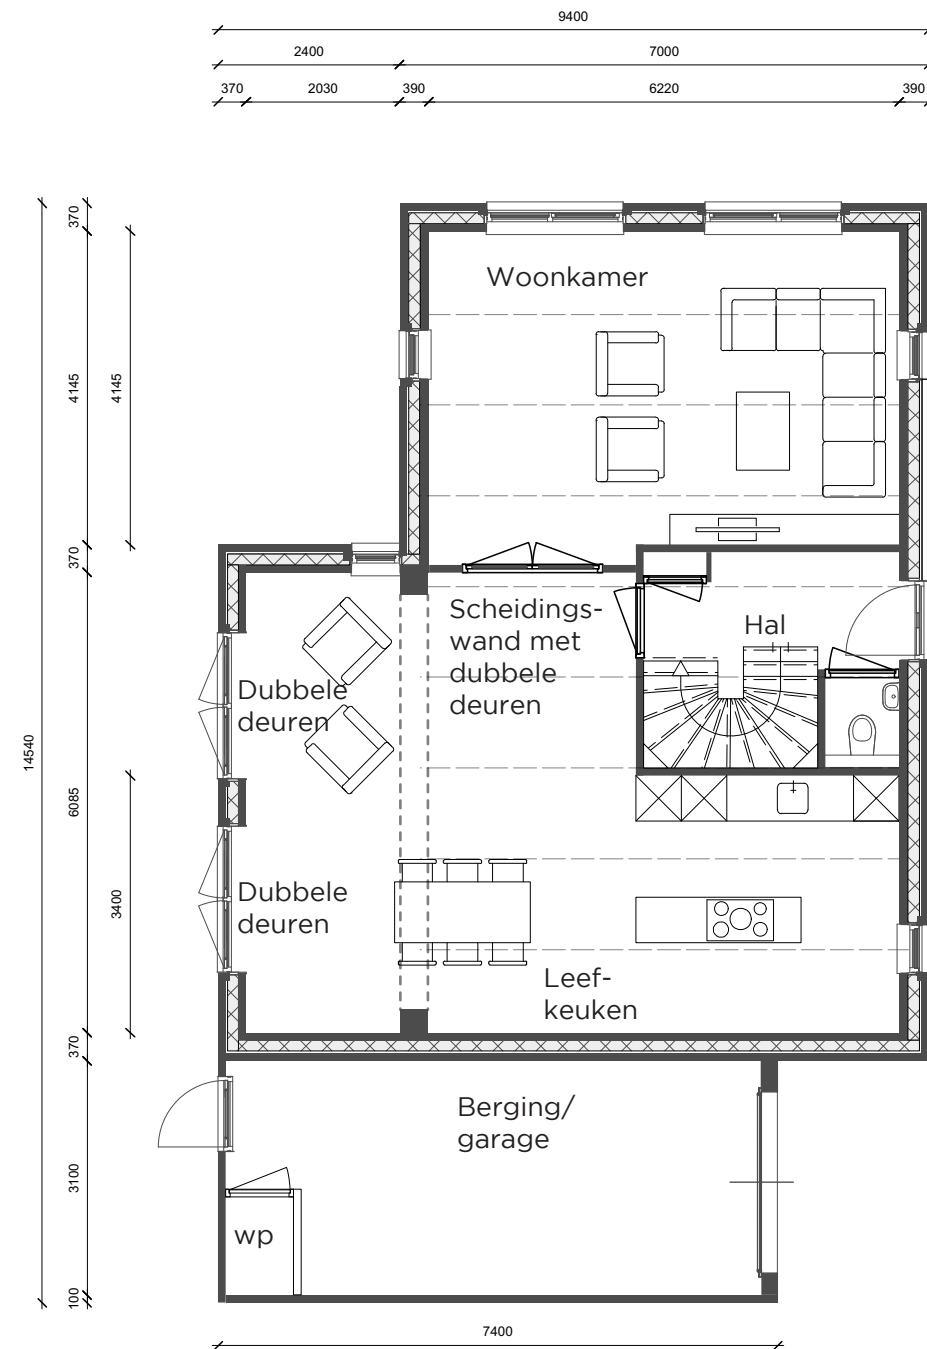 9400
2400 7000
370 2030 390 6220 390
370
4145
4145
370
14540
6085
3400
370
3100
100
Woonkamer
Scheidings-
wand met
dubbele
deuren
Hal
Dubbele
deuren
Dubbele
deuren
Leef-
keuken
Berging/
garage
wp
7400